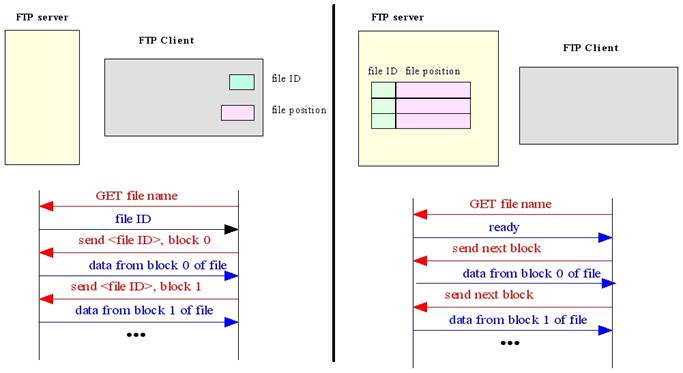 FTP server
FTP Client
file ID
file position
GET file name
file ID
send <file ID>, block 0
data from block 0 of file
send <file ID>, block 1
data from block 1 of file
•••
FTP server
FTP Client
file ID file position
GET file name
ready
send next block
data from block 0 of file
send next block
data from block 1 of file
•••